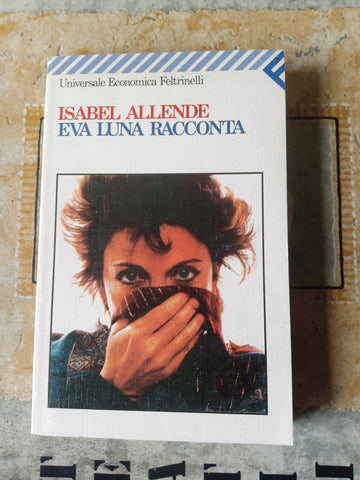 Universale Economica Feltrinelli
ISABEL ALLENDE
EVA LUNA RACCONTA